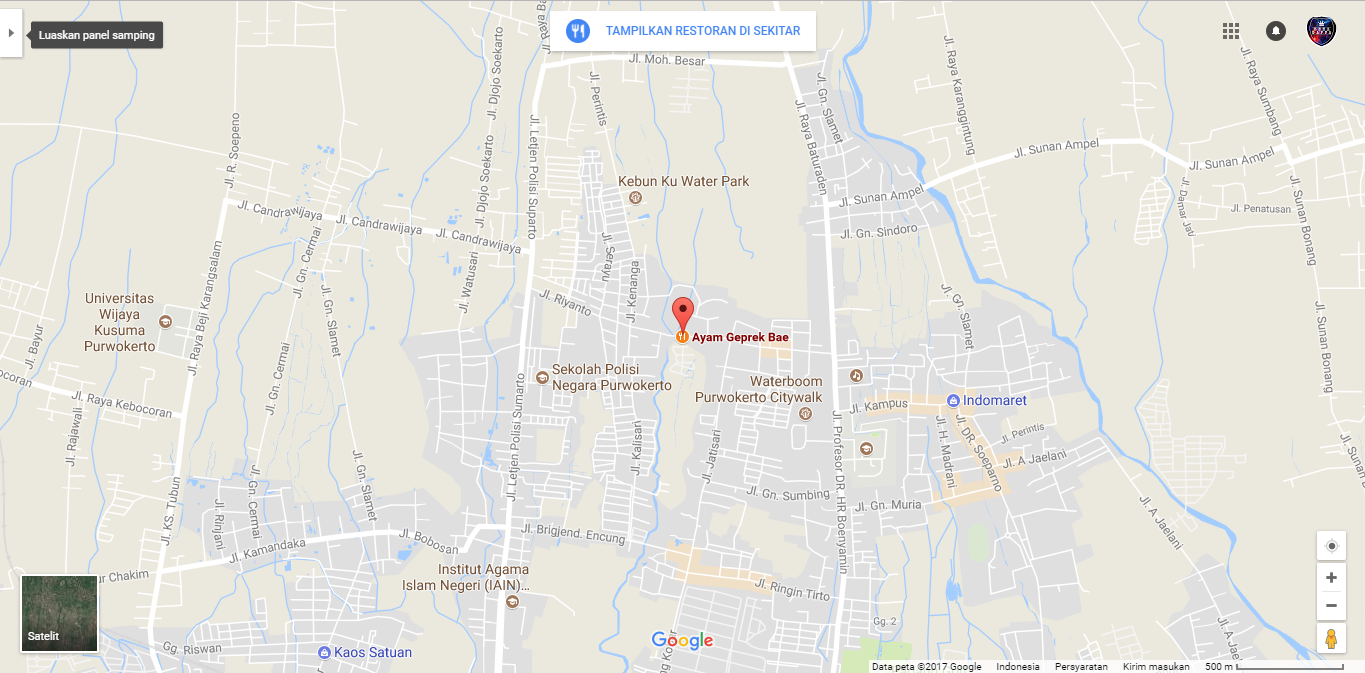 Luaskan panel samping
TAMPILKAN RESTORAN DI SEKITAR
Jl. Raya Ba
Jl. Djojo Soekarto
Jl. Moh. Besar
Jl. Perintis
Jl. Gn. Slamet
Jl. Raya Baturaden
Jl. Raya Karanggintung
Jl. Raya Sumbang
Jl. R. Soepeno
Jl. Djojo Soekarto
Jl. Letjen Polisi Suparto
Jl. Sunan Ampel
Jl. Sunan Ampel
Kebun Ku Water Park
Jl. Sunan Ampel
Jl. Candrawijaya
Jl. Candrawijaya
Jl. Candrawijaya
Jl. Penatusan
Jl. Gn. Sindoro
Jl. Sunan Bonang
Jl. Gn. Cermai
Jl. Serayu
Jl. Watusari
Jl. Kenanga
Jl. Riyanto
Jl. Raya Beji Karangsalam
Jl. Gn. Slamet
Jl. Gn. Slamet
Universitas
Wijaya
Kusuma
Purwokerto
Jl. Bayur
Ayam Geprek Bae
Jl. Sunan Bonang
Sekolah Polisi
Negara Purwokerto
Waterboom
Purwokerto Citywalk
Jl. Gn. Cermai
ocoran
Jl. Raya Kebocoran
Jl. Kampus
Indomaret
Jl. Rajawali
Jl. Letjen Polisi Sumarto
Jl. Kalisari
Jl. Jatisari
Jl. Profesor DR. HR Boenyamin
Jl. H. Madrani
Jl. DR. Soeparno
Jl. Perintis
Jl. A Jaelani
Jl. Sunan
Jl. Gn. Slamet
Jl. KS. Tubun
Jl. Rinjani
Jl. Gn. Cermai
Jl. Gn. Sumbing
Jl. Gn. Muria
Jl. A Jaelani
Jl. Kamandaka
Jl. Bobosan
Jl. Brigjend. Encung
ur Chakim
Institut Agama
Islam Negeri (IAIN)...
Jl. Ringin Tirto
Gg. 2
Jl. A Jae
Satelit
Gg. Riswan
Kaos Satuan
Google
Data peta ©2017 Google
Indonesia
Persyaratan
Kirim masukan
500 m